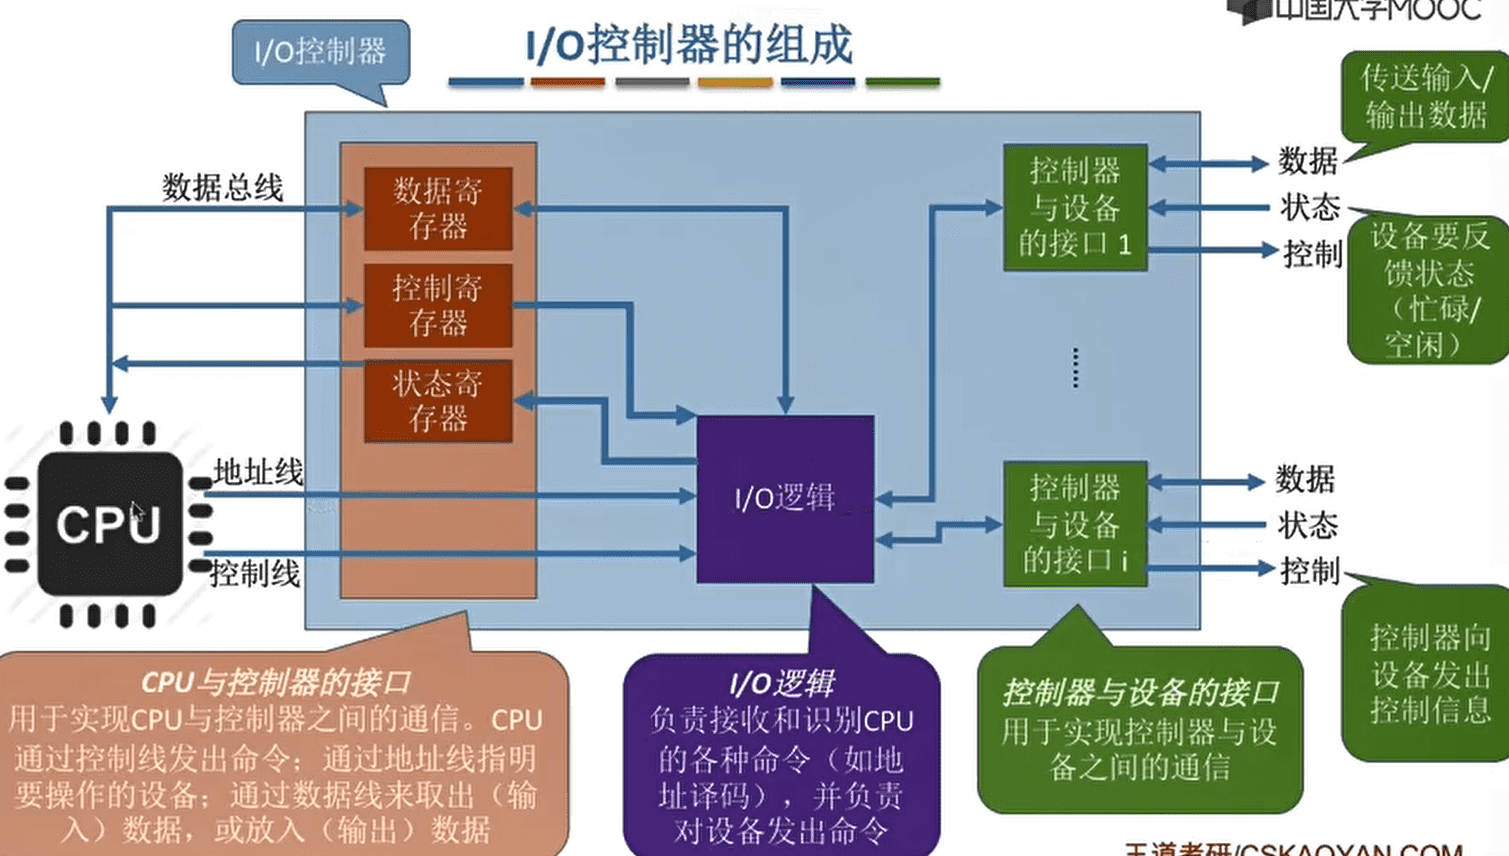 中国大学MOOC
I/O控制器的组成
I/O控制器
传送输入/
输出数据
数据总线
数据寄
存器
控制器
与设备
的接口 1
数据
状态
控制
设备要反
馈状态
（忙碌/
空闲）
控制寄
存器
状态寄
存器
地址线
CPU
控制线
I/O逻辑
控制器
与设备
的接口 i
数据
状态
控制
控制器向
设备发出
控制信息
CPU与控制器的接口
用于实现CPU与控制器之间的通信。CPU
通过控制线发出命令；通过地址线指明
要操作的设备；通过数据线来取出（输
入）数据，或放入（输出）数据
I/O逻辑
负责接收和识别CPU
的各种命令（如地
址译码），并负责
对设备发出命令
控制器与设备的接口
用于实现控制器与设
备之间的通信
王道考研/CSKAOYAN.COM